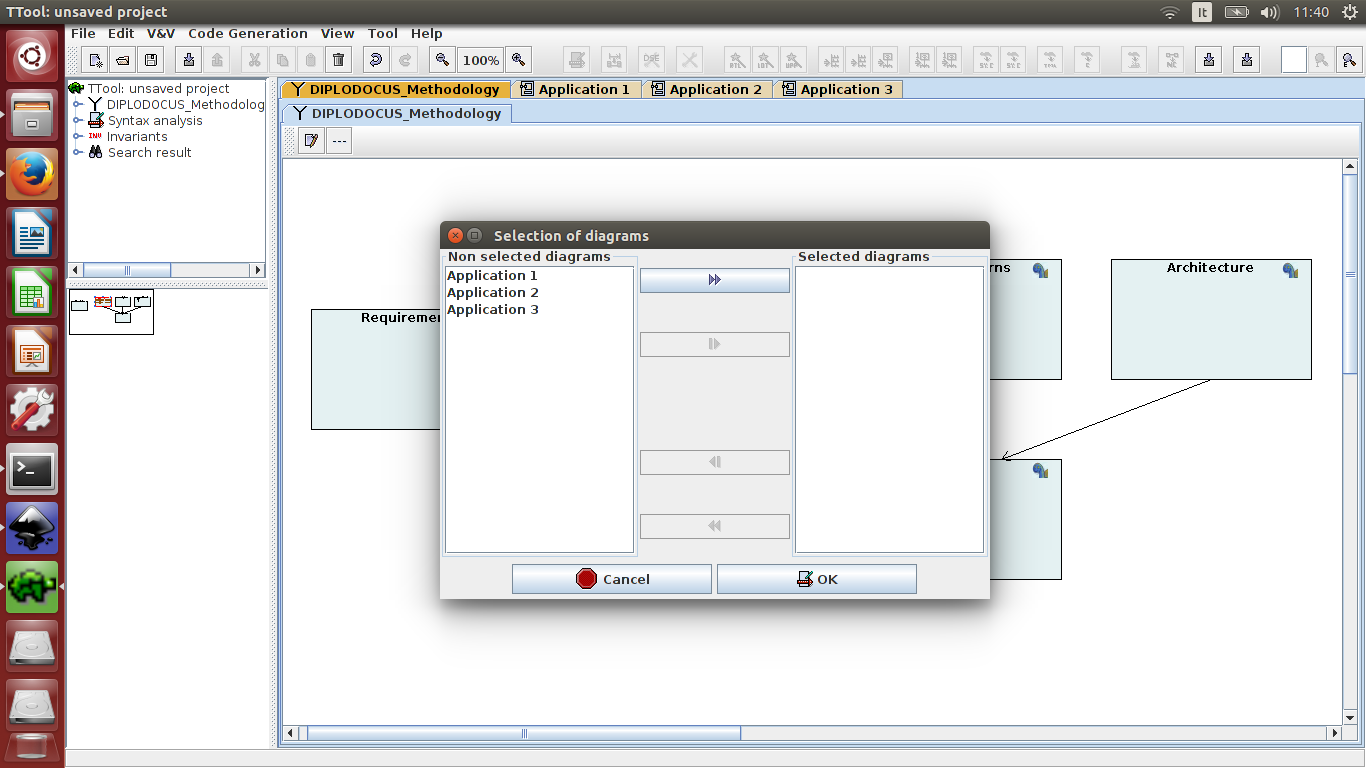 TTool: unsaved project
It
11:40
File Edit V&V Code Generation View Tool Help
100%
TTool: unsaved project
DIPLODOCUS_Methodolog
Syntax analysis
INV Invariants
Search result
DIPLODOCUS_Methodology
Application 1
Application 2
Application 3
DIPLODOCUS_Methodology
---
Selection of diagrams
Non selected diagrams
Selected diagrams
Application 1
Application 2
Application 3
Cancel
OK
Requiremen
rns
Architecture